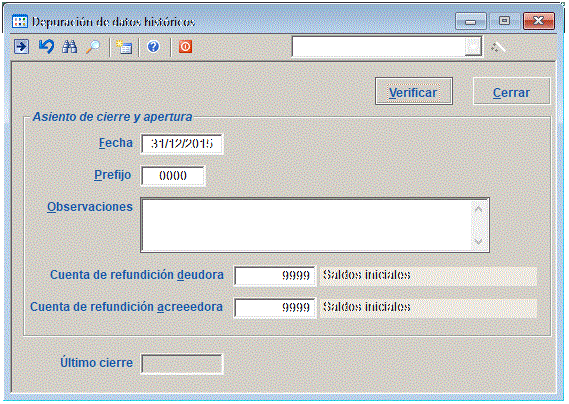 Depuración de datos históricos
Verificar
Cerrar
Asiento de cierre y apertura
Fecha 31/12/2015
Prefijo 0000
Observaciones
Cuenta de refundición deudora 9999 Saldos iniciales
Cuenta de refundición acreeedora 9999 Saldos iniciales
Último cierre